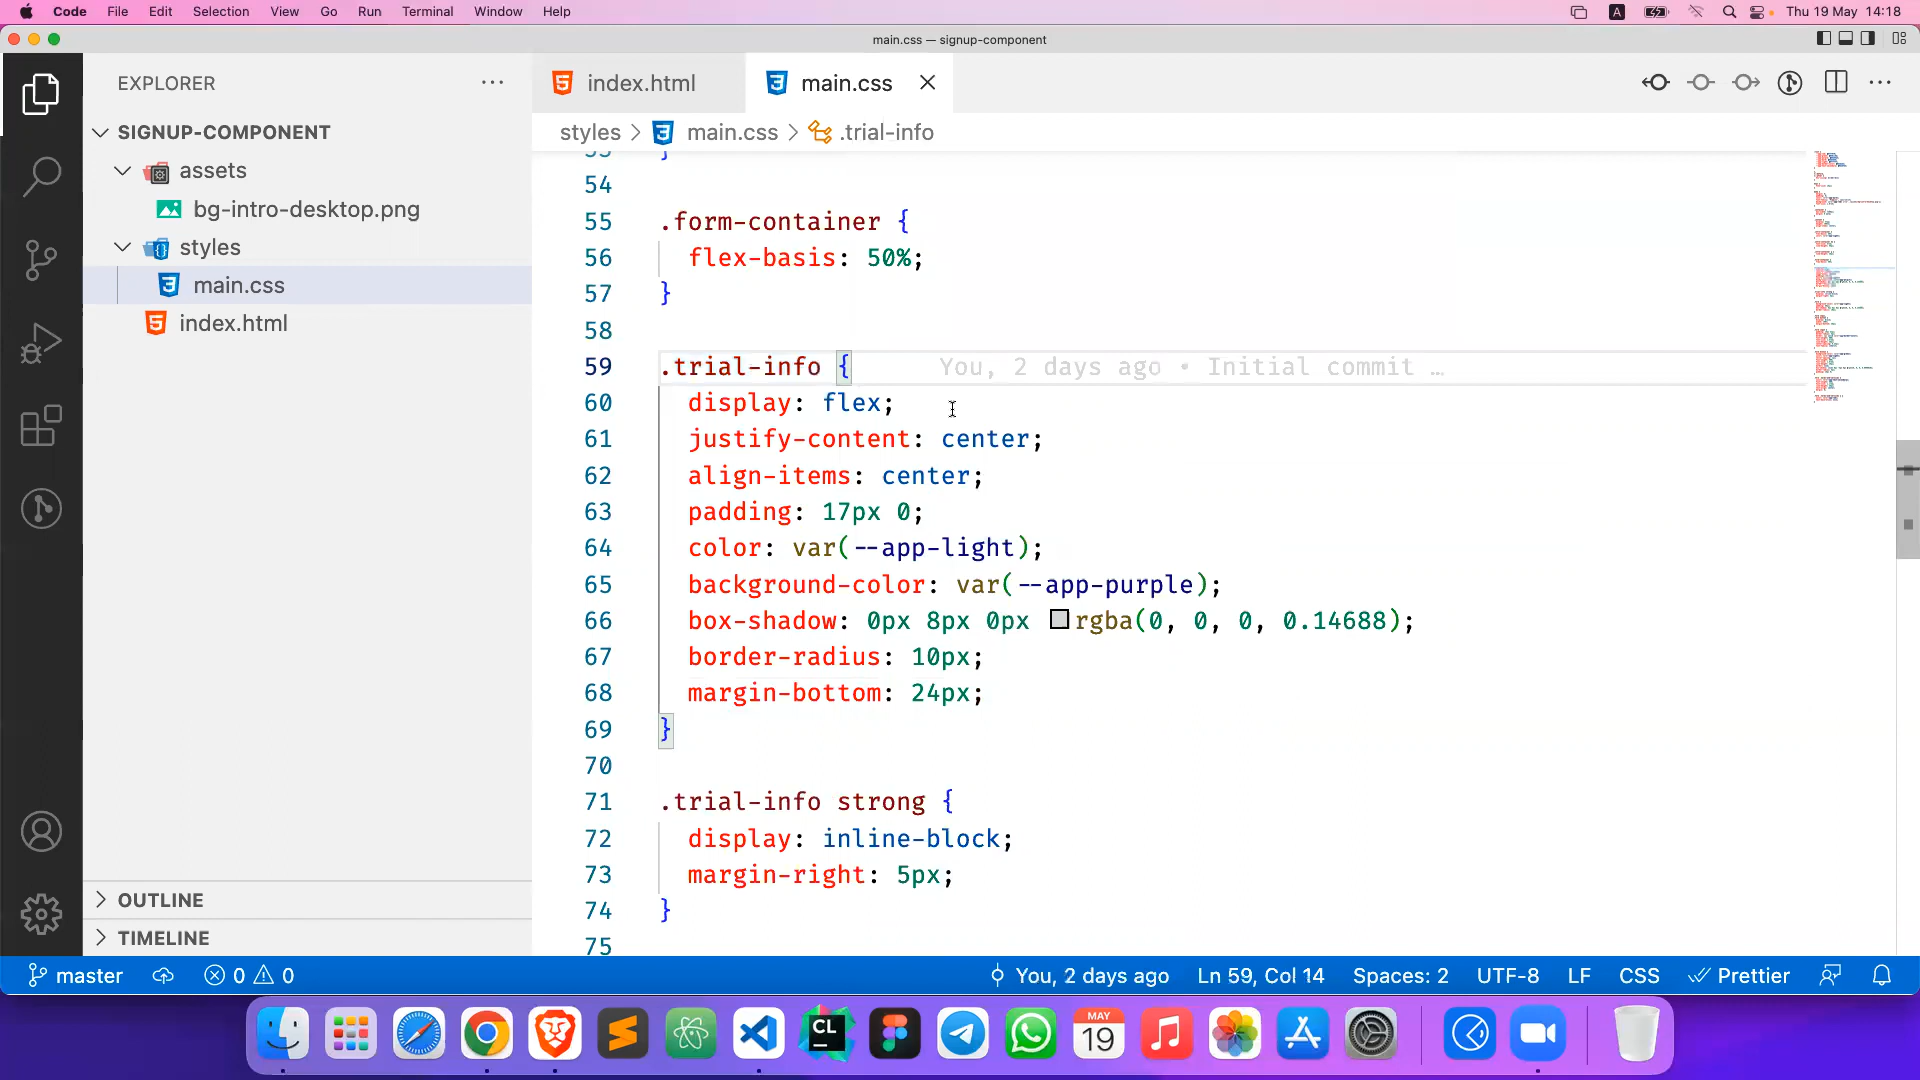 Code File Edit Selection View Go Run Terminal Window Help
A Thu 19 May 14:18
main.css — signup-component
EXPLORER
SIGNUP-COMPONENT
assets
bg-intro-desktop.png
styles
main.css
index.html
OUTLINE
TIMELINE
index.html
main.css
styles > main.css > .trial-info
54
55 .form-container {
56 flex-basis: 50%;
57 }
58
59 .trial-info { You, 2 days ago • Initial commit …
60 display: flex;
61 justify-content: center;
62 align-items: center;
63 padding: 17px 0;
64 color: var(--app-light);
65 background-color: var(--app-purple);
66 box-shadow: 0px 8px 0px rgba(0, 0, 0, 0.14688);
67 border-radius: 10px;
68 margin-bottom: 24px;
69 }
70
71 .trial-info strong {
72 display: inline-block;
73 margin-right: 5px;
74 }
75
master 0 0 You, 2 days ago Ln 59, Col 14 Spaces: 2 UTF-8 LF CSS Prettier
CL
MAY
19